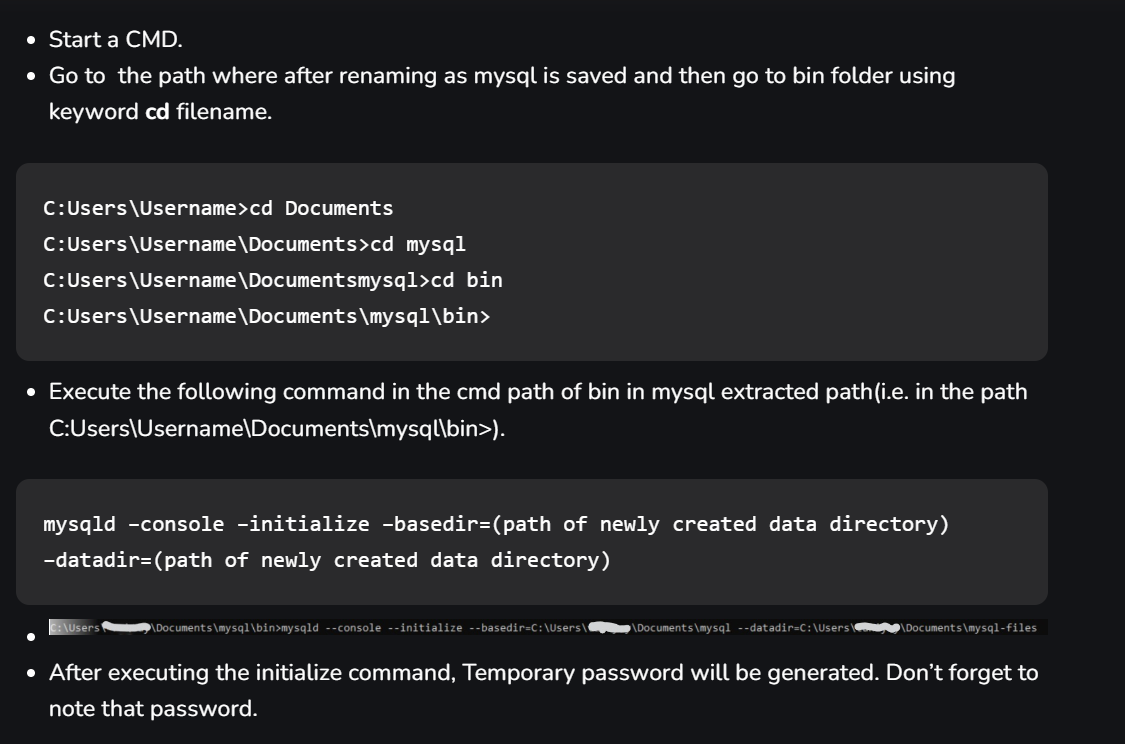 Start a CMD.
Go to  the path where after renaming as mysql is saved and then go to bin folder using
keyword cd filename.
C:Users\Username>cd Documents
C:Users\Username\Documents>cd mysql
C:Users\Username\Documentsmysql>cd bin
C:Users\Username\Documents\mysql\bin>
Execute the following command in the cmd path of bin in mysql extracted path(i.e. in the path
C:Users\Username\Documents\mysql\bin>).
mysqld –console –initialize –basedir=(path of newly created data directory)
–datadir=(path of newly created data directory)
C:\Users\ \Documents\mysql\bin>mysqld --console --initialize --basedir=C:\Users\ \Documents\mysql --datadir=C:\Users\ \Documents\mysql-files
After executing the initialize command, Temporary password will be generated. Don’t forget to
note that password.